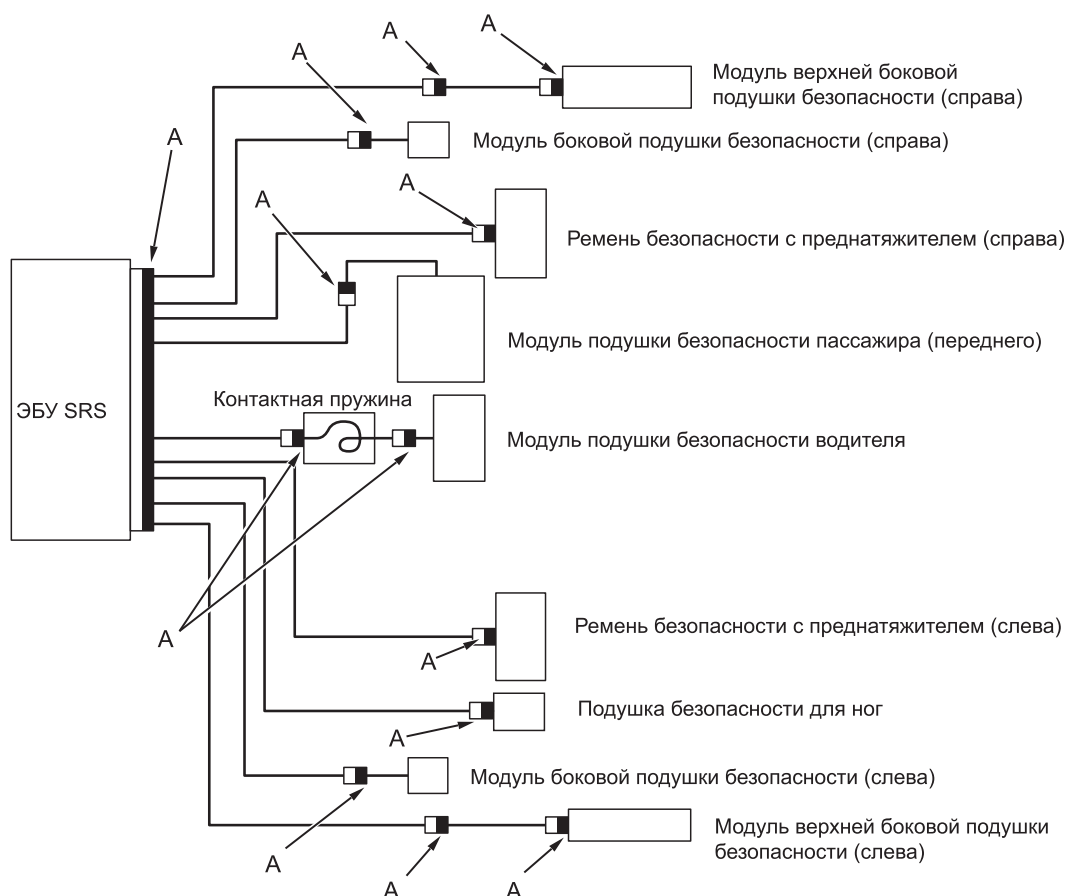 А
А
А
Модуль верхней боковой
подушки безопасности (справа)
А
Модуль боковой подушки безопасности (справа)
А
А
Ремень безопасности с преднатяжителем (справа)
Модуль подушки безопасности пассажира (переднего)
ЭБУ SRS
Контактная пружина
Модуль подушки безопасности водителя
А
Ремень безопасности с преднатяжителем (слева)
А
Подушка безопасности для ног
А
Модуль боковой подушки безопасности (слева)
Модуль верхней боковой подушки
безопасности (слева)
А
А
А